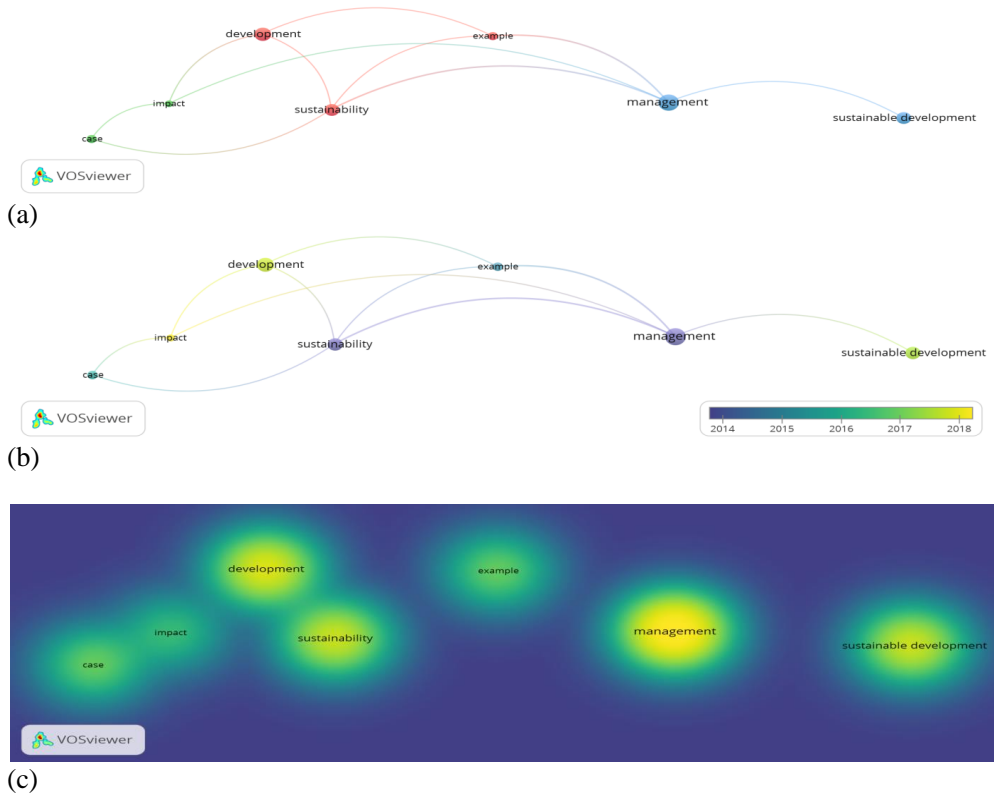 development
example
impact
management
sustainability
sustainable development
case
VOSviewer
(a)
development
example
impact
management
sustainability
sustainable development
case
VOSviewer
2014 2015 2016 2017 2018
(b)
development
example
impact
management
sustainability
sustainable development
case
VOSviewer
(c)